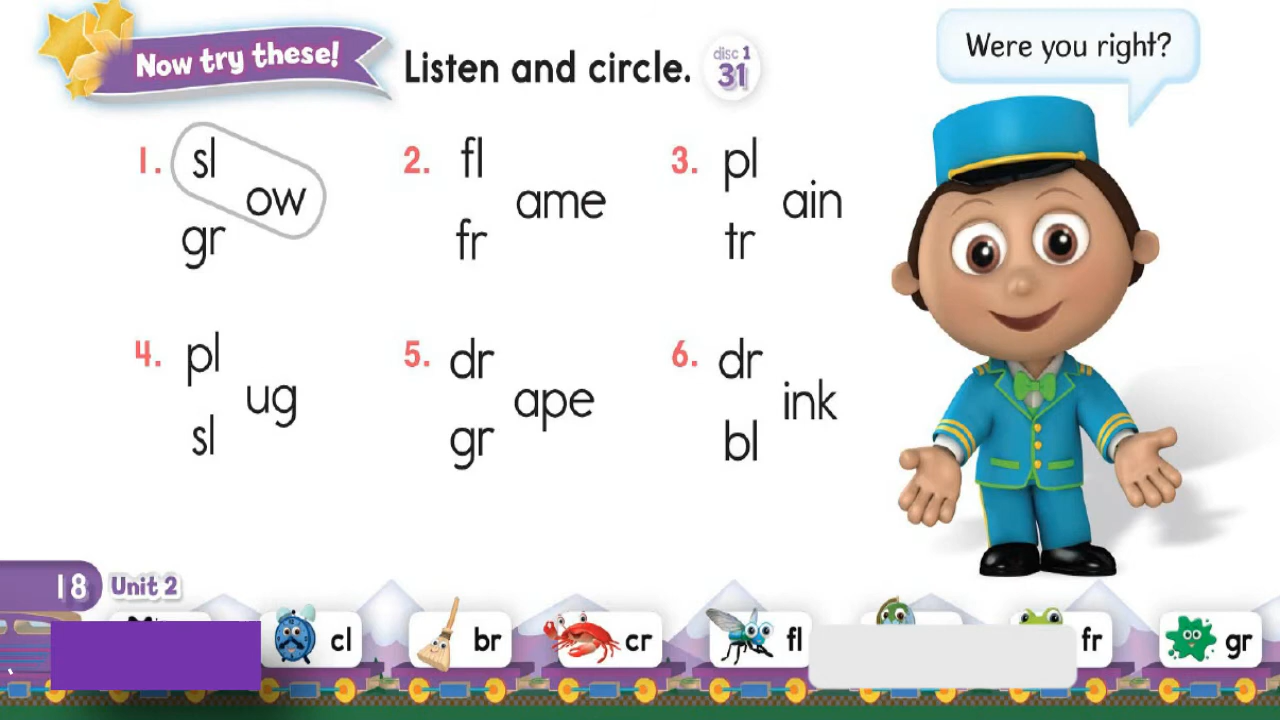 Now try these!
Listen and circle.
disc 1
31
Were you right?
1. sl
gr
ow
2. fl
fr
ame
3. pl
tr
ain
4. pl
sl
ug
5. dr
gr
ape
6. dr
bl
ink
18 Unit 2
cl br cr fl fr gr